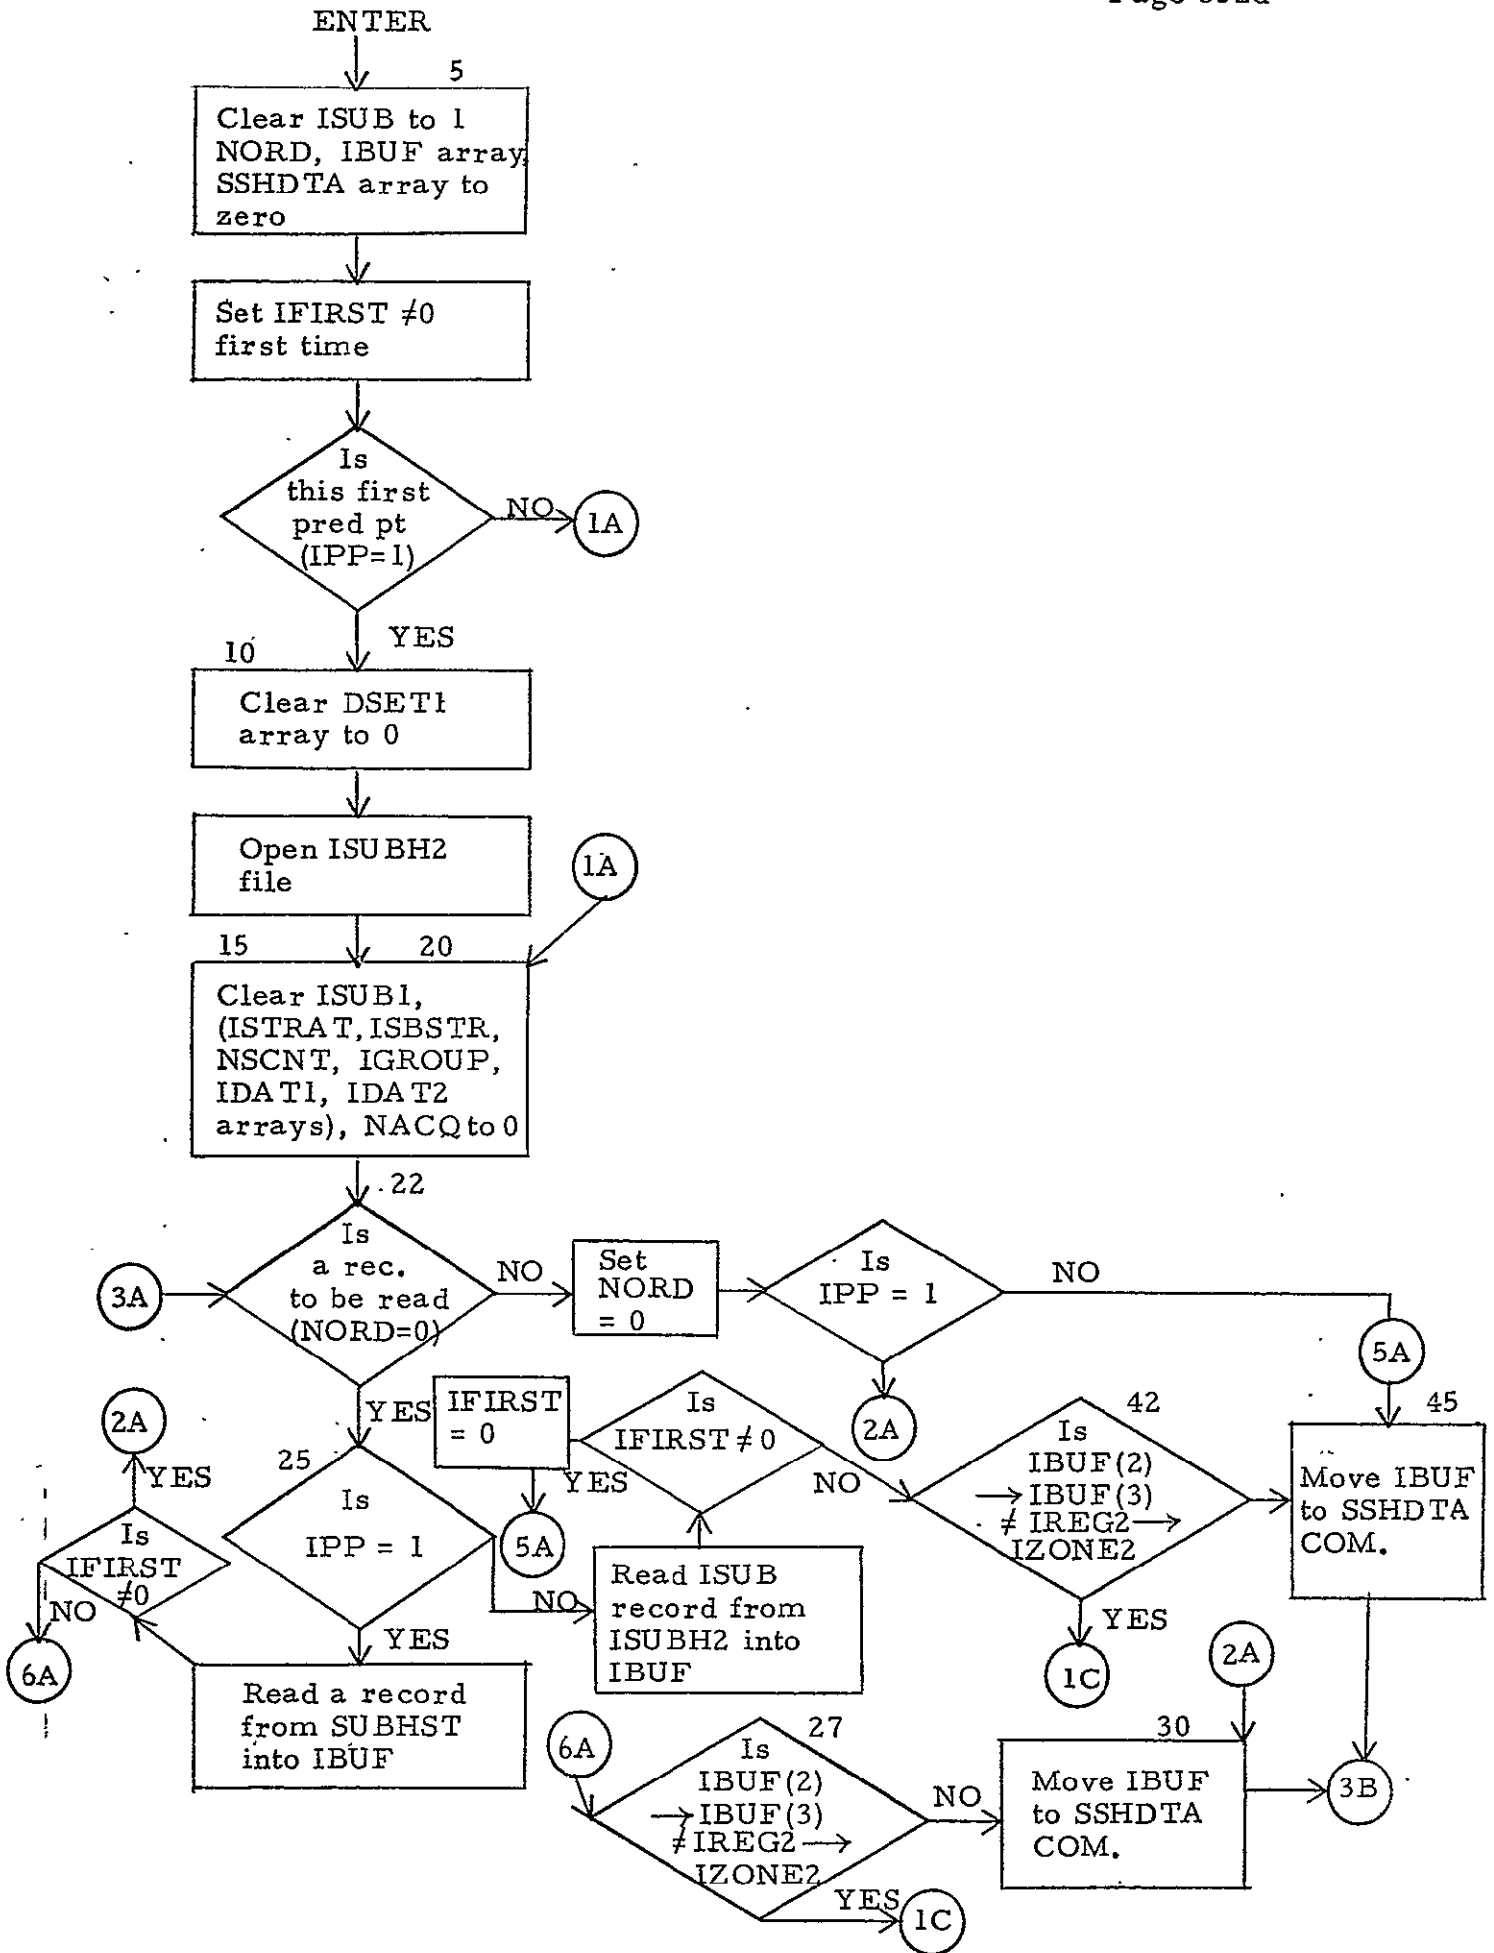 ENTER
5
Clear ISUB to 1
NORD, IBUF array,
SSHDTA array to
zero
Set IFIRST ≠0
first time
Is
this first
pred pt
(IPP=1)
NO
1A
YES
10
Clear DSET1
array to 0
Open ISUBH2
file
1A
15
20
Clear ISUB1,
(ISTRAT, ISBSTR,
NSCNT, IGROUP,
IDAT1, IDAT2
arrays), NACQ to 0
22
3A
Is
a rec.
to be read
(NORD=0)
NO
Set
NORD
= 0
Is
IPP = 1
NO
5A
2A
YES
2A
YES
Is
IFIRST
≠0
NO
6A
25
Is
IPP = 1
YES
NO
Read a record
from SUBHST
into IBUF
IFIRST
= 0
5A
YES
Is
IFIRST ≠ 0
NO
Read ISUB
record from
ISUBH2 into
IBUF
42
Is
IBUF(2)
→ IBUF(3)
≠ IREG2 →
IZONE2
YES
1C
45
Move IBUF
to SSHDTA
COM.
6A
27
Is
IBUF(2)
→ IBUF(3)
≠ IREG2 →
IZONE2
NO
YES
1C
2A
30
Move IBUF
to SSHDTA
COM.
3B